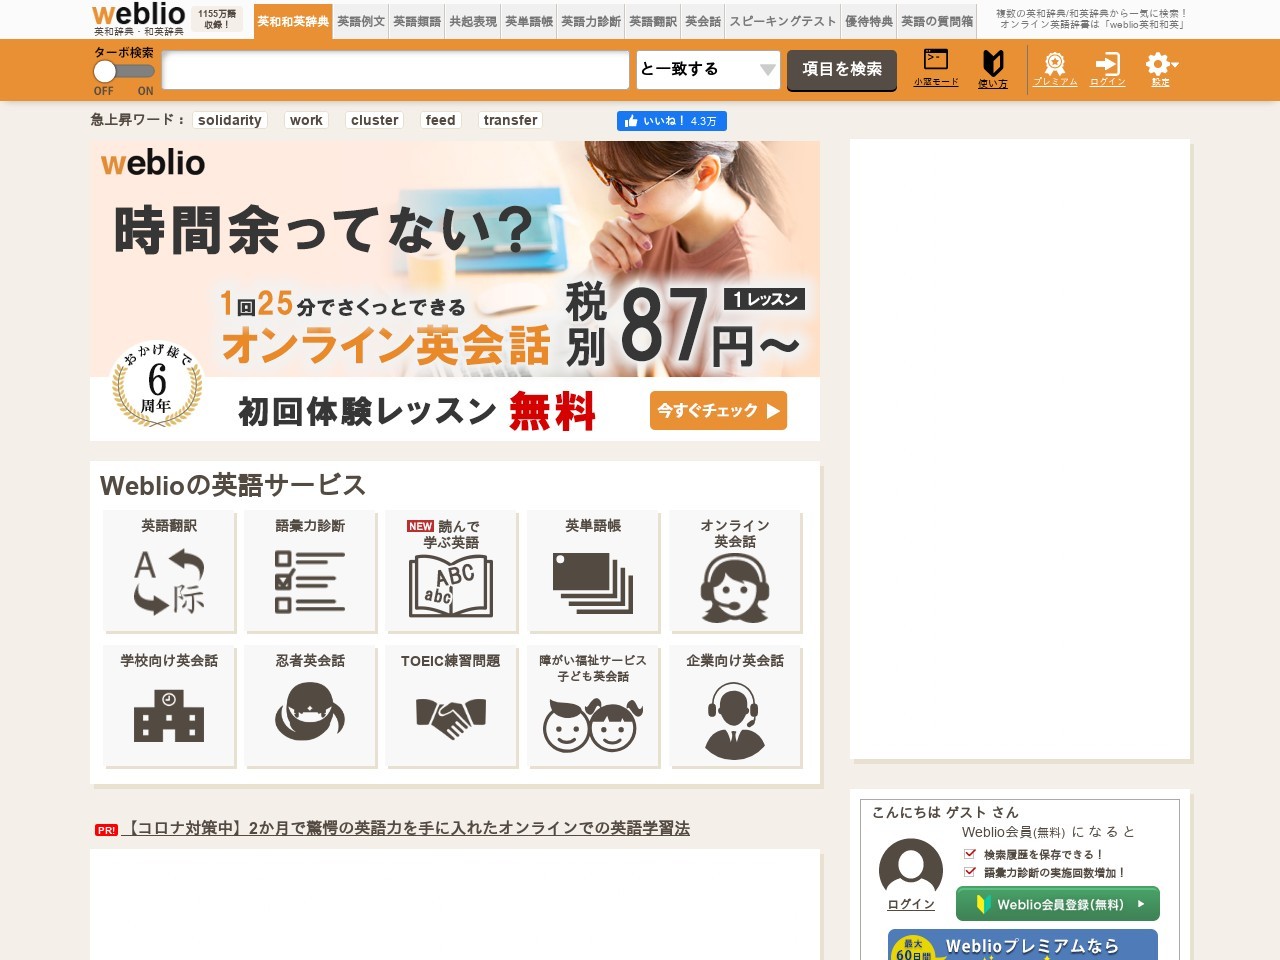 weblio
英和辞典・和英辞典
1155万語
収録！
英和和英辞典
英語例文
英語類語
共起表現
英単語帳
英語力診断
英語翻訳
英会話
スピーキングテスト
優待特典
英語の質問箱
複数の英和辞典/和英辞典から一気に検索！
オンライン英語辞書は「weblio英和和英」
ターボ検索
OFF ON
と一致する
項目を検索
小窓モード
使い方
プレミアム
ログイン
設定
急上昇ワード： solidarity work cluster feed transfer
いいね！ 4.3万
weblio
時間余ってない？
1回25分でさくっとできる
オンライン英会話
税別87円～
1レッスン
おかげ様で
6
周年
初回体験レッスン 無料
今すぐチェック
Weblioの英語サービス
英語翻訳
A
际
語彙力診断
NEW 読んで
学ぶ英語
ABC
abc
英単語帳
オンライン
英会話
学校向け英会話
忍者英会話
TOEIC練習問題
障がい福祉サービス
子ども英会話
企業向け英会話
PR! 【コロナ対策中】2か月で驚愕の英語力を手に入れたオンラインでの英語学習法
こんにちは ゲスト さん
Weblio会員(無料) になると
検索履歴を保存できる！
語彙力診断の実施回数増加！
ログイン
Weblio会員登録(無料)
最大
60日間
Weblioプレミアムなら